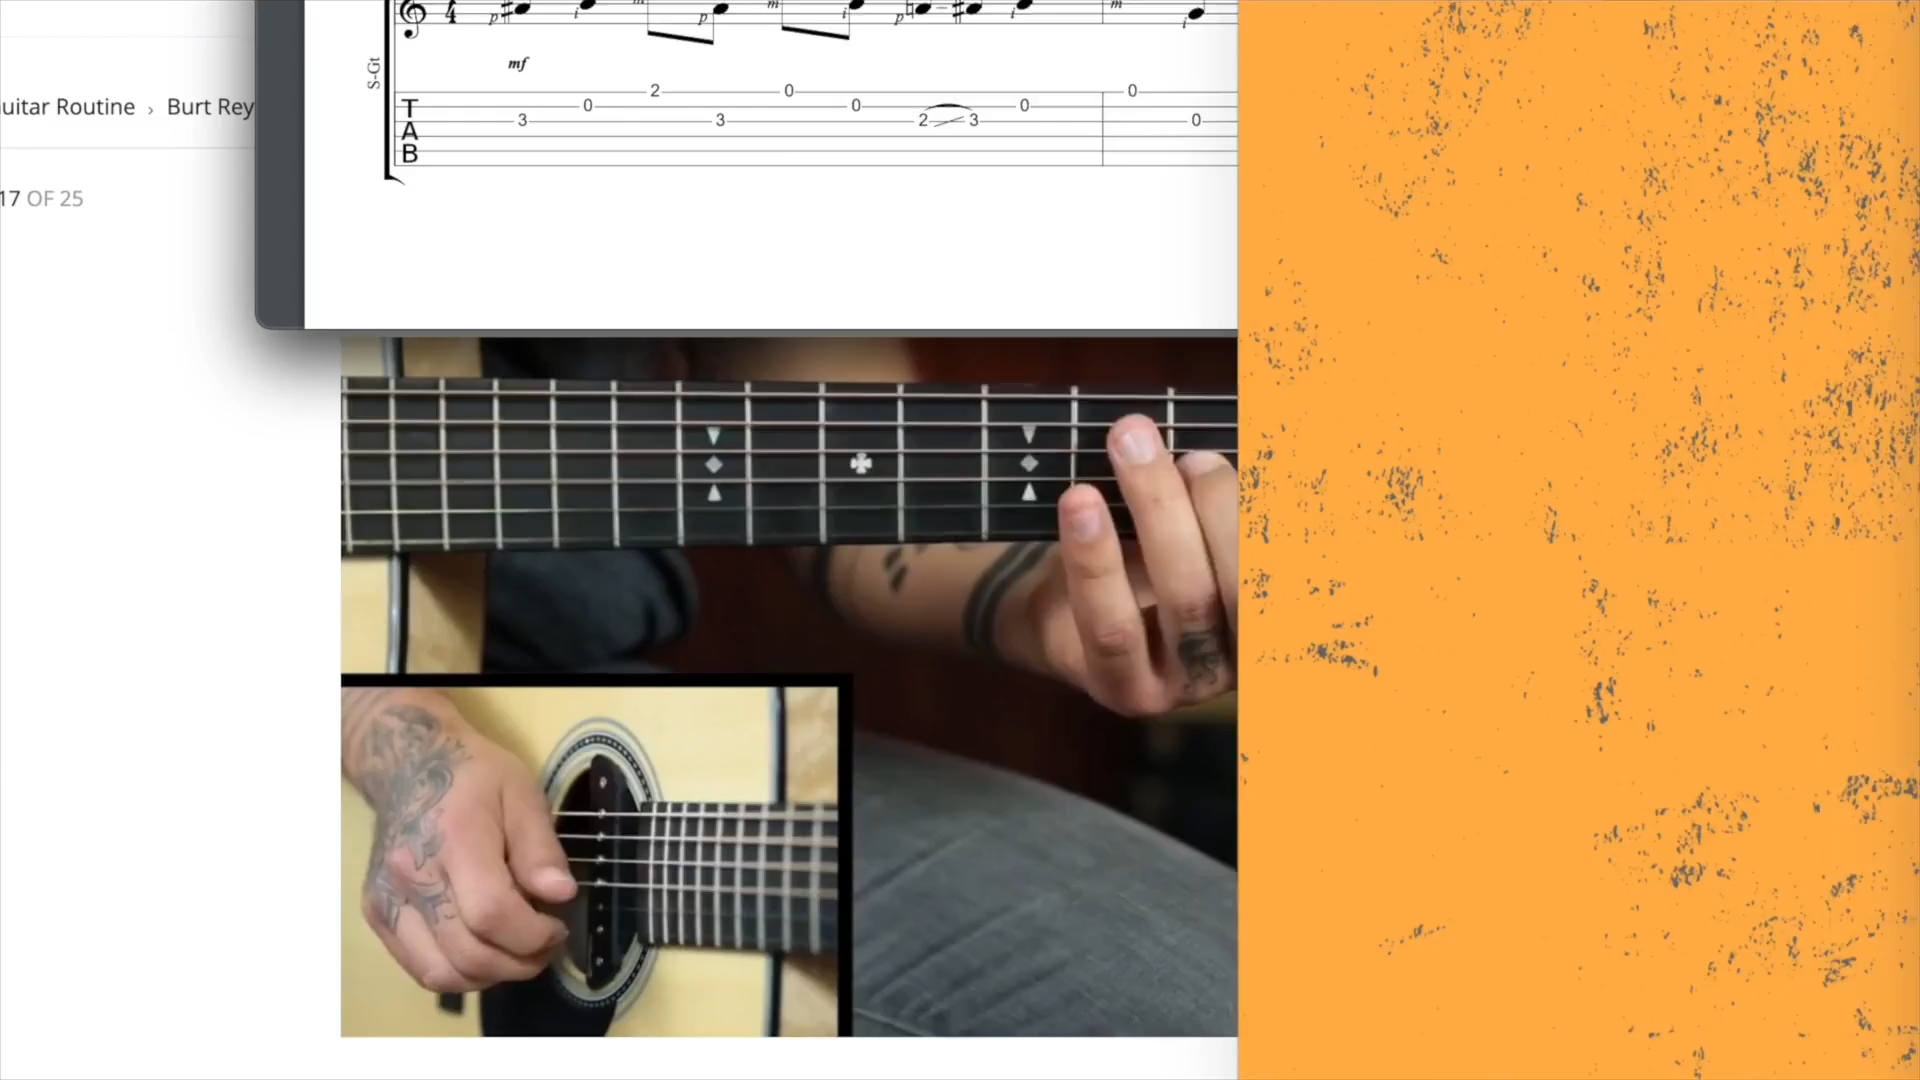 4
p i m p m i p i m i
mf
S-Gt
uitar Routine › Burt Rey
T
A
B
2 0 0
0 0 0
3 3 2 3 0
17 OF 25